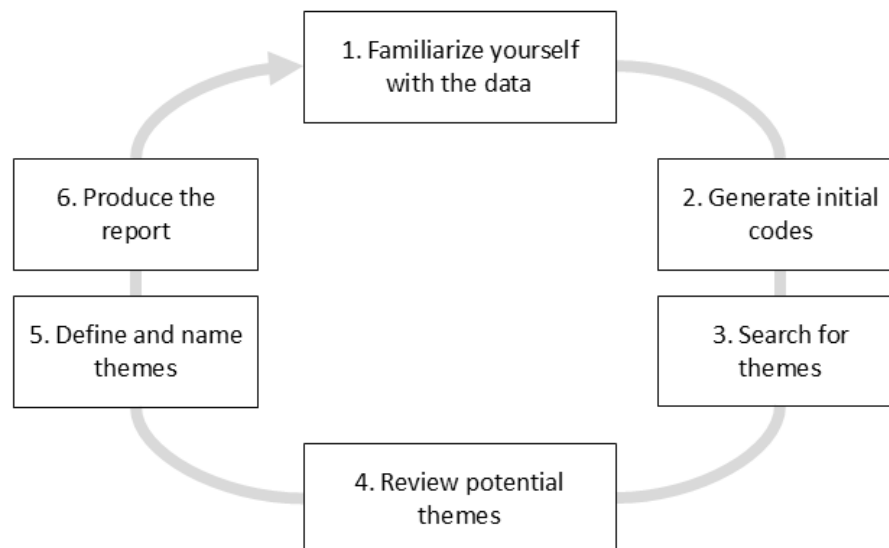 1. Familiarize yourself
with the data
2. Generate initial
codes
3. Search for
themes
4. Review potential
themes
5. Define and name
themes
6. Produce the
report